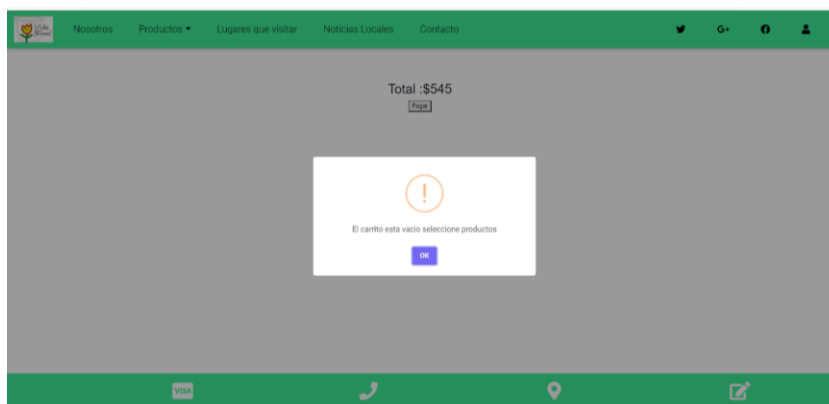 Nosotros
Productos
Lugares que visitar
Noticias Locales
Contacto
G+
Total :$545
Pagar
!
El carrito esta vacio seleccione productos
OK
VISA